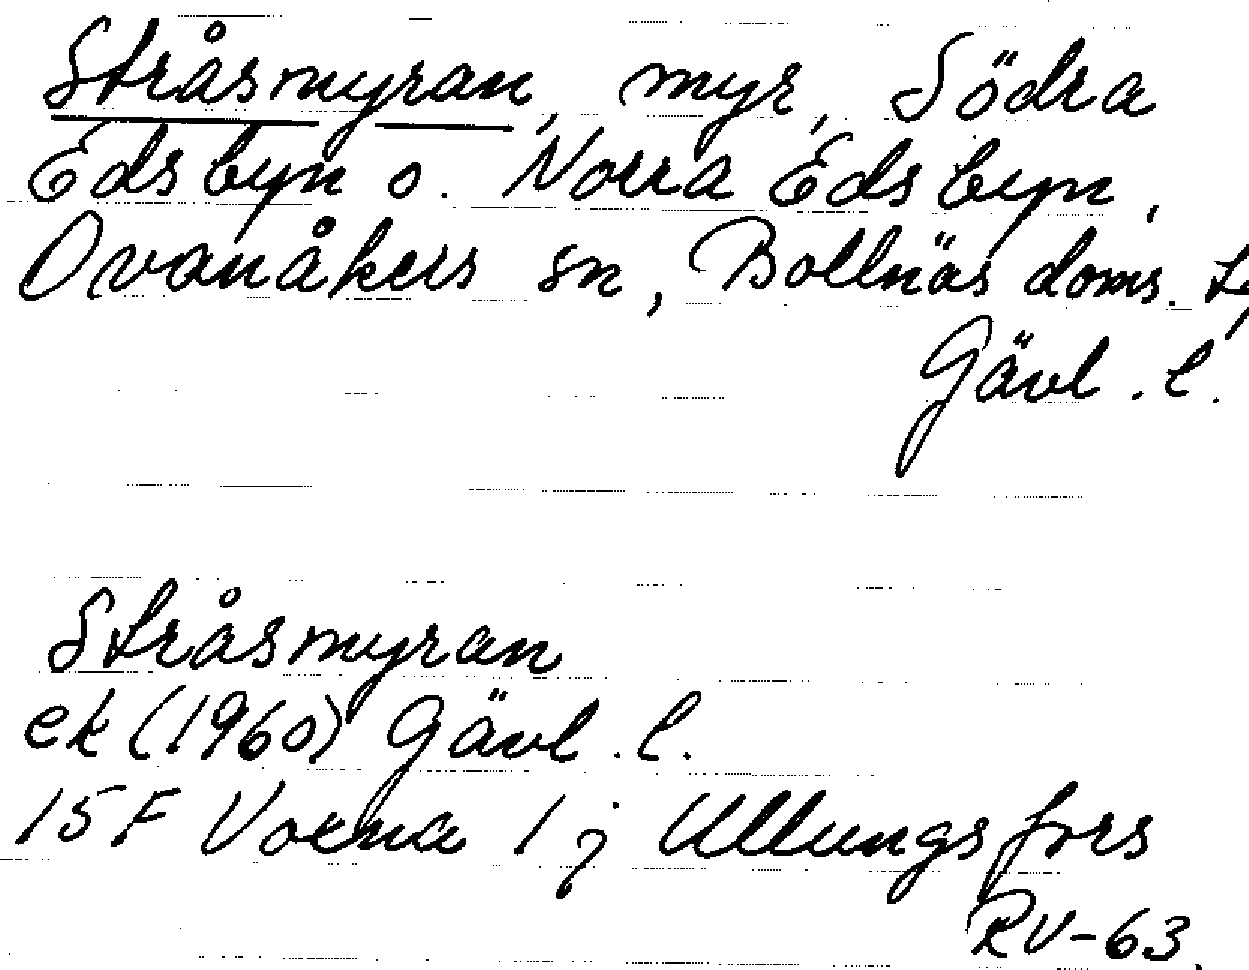 Stråsmyran, myr, Södra
Edsbyn o. Norra Edsbyn,
Ovanåkers sn, Bollnäs doms.
Gävl. l.
Stråsmyran
ek (1960) Gävl. l.
15F Voxna 1 j Ullungsfors
RV-63.